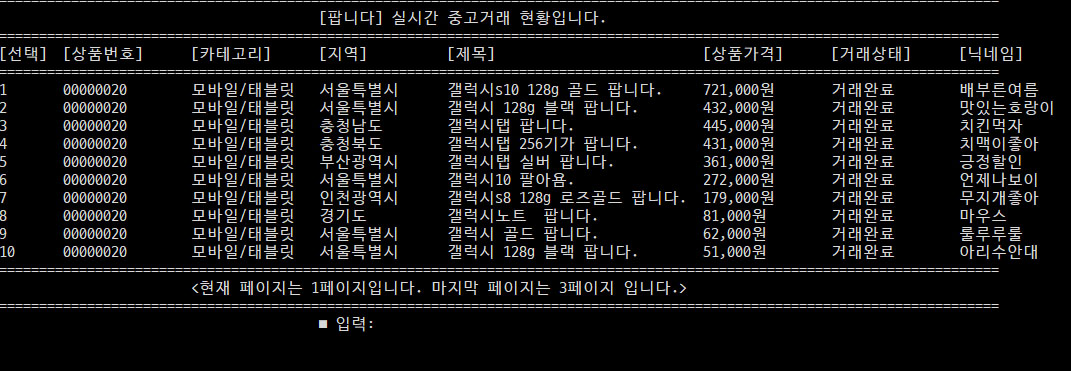 [팝니다] 실시간 중고거래 현황입니다.
[선택] [상품번호] [카테고리] [지역] [제목] [상품가격] [거래상태] [닉네임]
1 00000020 모바일/태블릿 서울특별시 갤럭시s10 128g 골드 팝니다. 721,000원 거래완료 배부른여름
2 00000020 모바일/태블릿 서울특별시 갤럭시 128g 블랙 팝니다. 432,000원 거래완료 맛있는호랑이
3 00000020 모바일/태블릿 충청남도 갤럭시탭 팝니다. 445,000원 거래완료 치킨먹자
4 00000020 모바일/태블릿 충청북도 갤럭시탭 256기가 팝니다. 431,000원 거래완료 치맥이좋아
5 00000020 모바일/태블릿 부산광역시 갤럭시탭 실버 팝니다. 361,000원 거래완료 긍정할인
6 00000020 모바일/태블릿 서울특별시 갤럭시10 팔아욤. 272,000원 거래완료 언제나보이
7 00000020 모바일/태블릿 인천광역시 갤럭시s8 128g 로즈골드 팝니다. 179,000원 거래완료 무지개좋아
8 00000020 모바일/태블릿 경기도 갤럭시노트  팝니다. 81,000원 거래완료 마우스
9 00000020 모바일/태블릿 서울특별시 갤럭시 골드 팝니다. 62,000원 거래완료 룰루루룰
10 00000020 모바일/태블릿 서울특별시 갤럭시 128g 블랙 팝니다. 51,000원 거래완료 아리수안대
<현재 페이지는 1페이지입니다. 마지막 페이지는 3페이지 입니다.>
■ 입력: